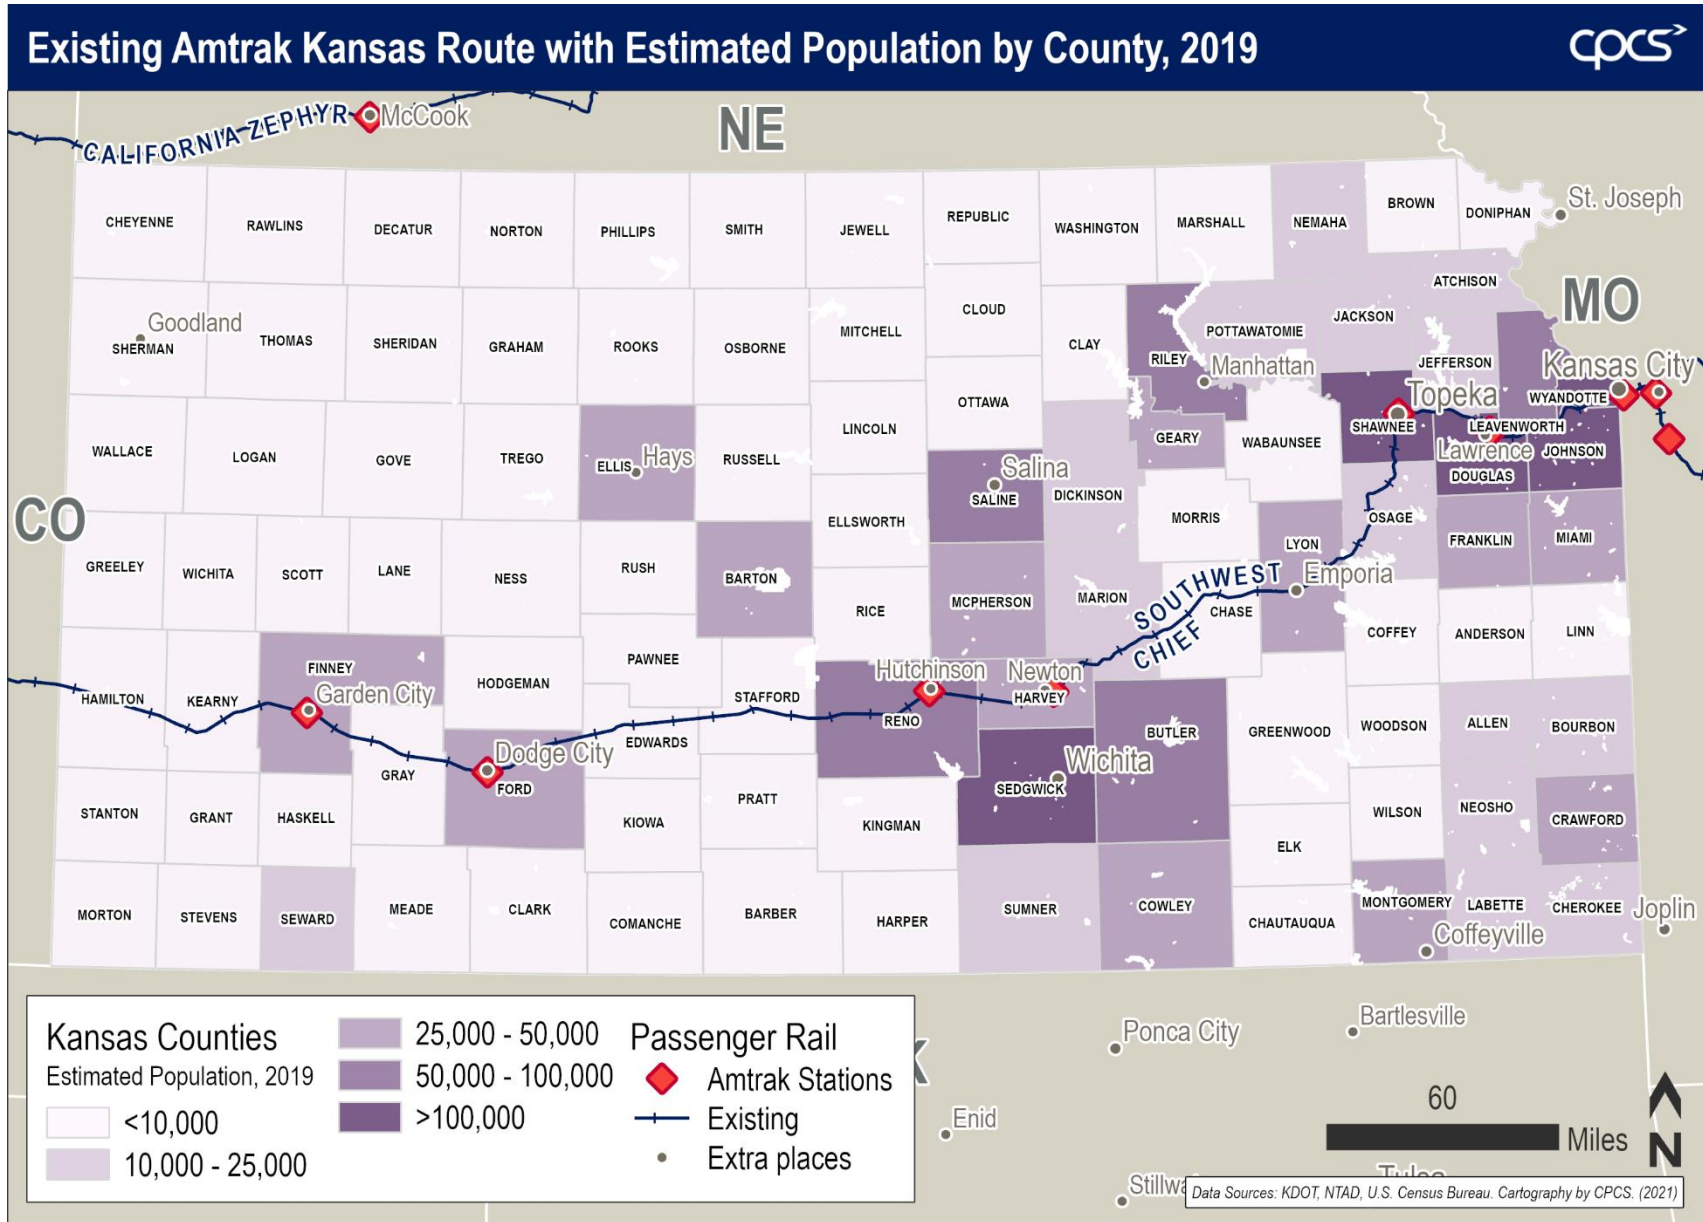 Existing Amtrak Kansas Route with Estimated Population by County, 2019
cpcs
NE
McCook
CALIFORNIA ZEPHYR
St. Joseph
CHEYENNE
RAWLINS
DECATUR
NORTON
PHILLIPS
SMITH
JEWELL
REPUBLIC
WASHINGTON
MARSHALL
NEMAHA
BROWN
DONIPHAN
ATCHISON
MO
Goodland
SHERMAN
THOMAS
SHERIDAN
GRAHAM
ROOKS
OSBORNE
MITCHELL
CLOUD
CLAY
RILEY
POTTAWATOMIE
JACKSON
JEFFERSON
Manhattan
Kansas City
WYANDOTTE
Topeka
SHAWNEE
LEAVENWORTH
Lawrence
DOUGLAS
JOHNSON
OTTAWA
LINCOLN
GEARY
WABAUNSEE
WALLACE
LOGAN
GOVE
TREGO
ELLIS
Hays
RUSSELL
Salina
SALINE
DICKINSON
CO
ELLSWORTH
MORRIS
LYON
OSAGE
FRANKLIN
MIAMI
GREELEY
WICHITA
SCOTT
LANE
NESS
RUSH
BARTON
RICE
MCPHERSON
MARION
SOUTHWEST
CHIEF
CHASE
Emporia
COFFEY
ANDERSON
LINN
HAMILTON
KEARNY
FINNEY
Garden City
HODGEMAN
PAWNEE
STAFFORD
Hutchinson
RENO
Newton
HARVEY
BUTLER
GREENWOOD
WOODSON
ALLEN
BOURBON
GRAY
Dodge City
FORD
EDWARDS
Wichita
SEDGWICK
STANTON
GRANT
HASKELL
KIOWA
PRATT
KINGMAN
ELK
WILSON
NEOSHO
CRAWFORD
MORTON
STEVENS
SEWARD
MEADE
CLARK
COMANCHE
BARBER
HARPER
SUMNER
COWLEY
CHAUTAUQUA
MONTGOMERY
LABETTE
CHEROKEE
Joplin
Coffeyville
Kansas Counties
Estimated Population, 2019
<10,000
10,000 - 25,000
25,000 - 50,000
50,000 - 100,000
>100,000
Passenger Rail
Amtrak Stations
Existing
Extra places
Ponca City
Bartlesville
Enid
60
Miles
N
Data Sources: KDOT, NTAD, U.S. Census Bureau. Cartography by CPCS. (2021)